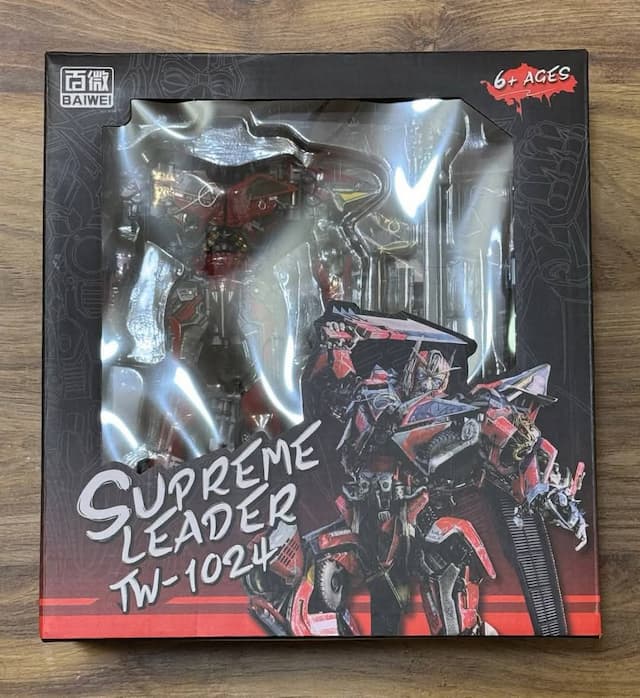 百微
BAIWEI
6+ AGES
SUPREME
LEADER
TW-1024